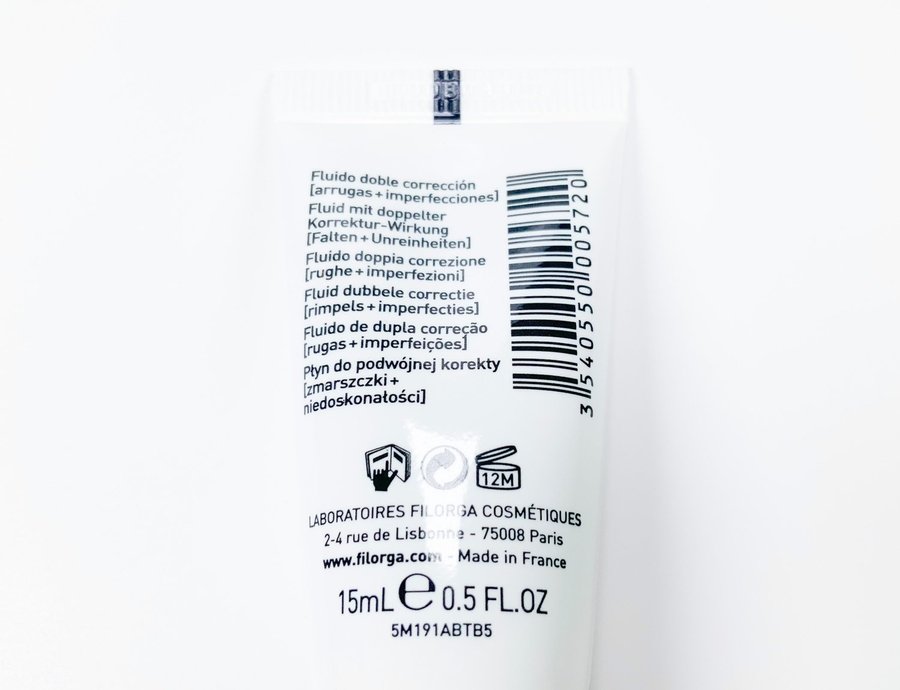 Fluido doble corrección
[arrugas + imperfecciones]
Fluid mit doppelter
Korrektur-Wirkung
[Falten + Unreinheiten]
Fluido doppia correzione
[rughe + imperfezioni]
Fluid dubbele correctie
[rimpels + imperfecties]
Fluido de dupla correção
[rugas + imperfeições]
Płyn do podwójnej korekty
[zmarszczki +
niedoskonałości]
3 540550 005720
12M
LABORATOIRES FILORGA COSMÉTIQUES
2-4 rue de Lisbonne - 75008 Paris
www.filorga.com - Made in France
15mL e 0.5 FL.OZ
5M191ABTB5